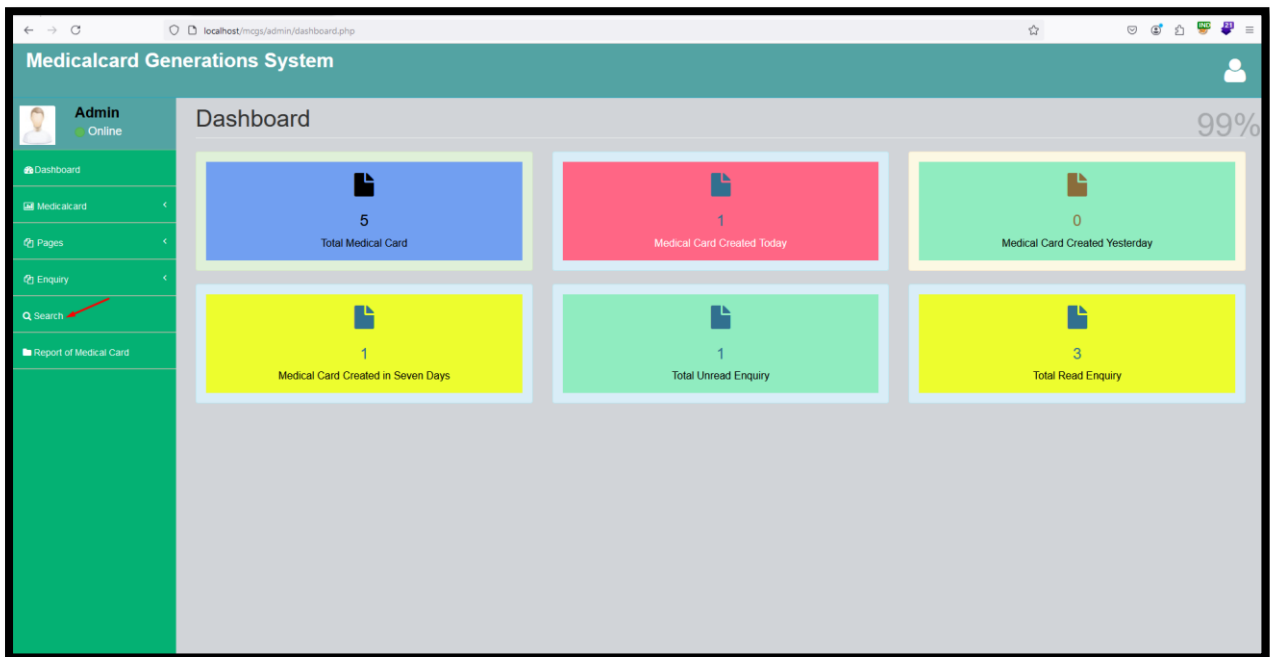 localhost/mcgs/admin/dashboard.php
IND
21
Medicalcard Generations System
Admin
Online
Dashboard
99%
Dashboard
Medicalcard
Pages
Enquiry
Search
Report of Medical Card
5
Total Medical Card
1
Medical Card Created Today
0
Medical Card Created Yesterday
1
Medical Card Created in Seven Days
1
Total Unread Enquiry
3
Total Read Enquiry